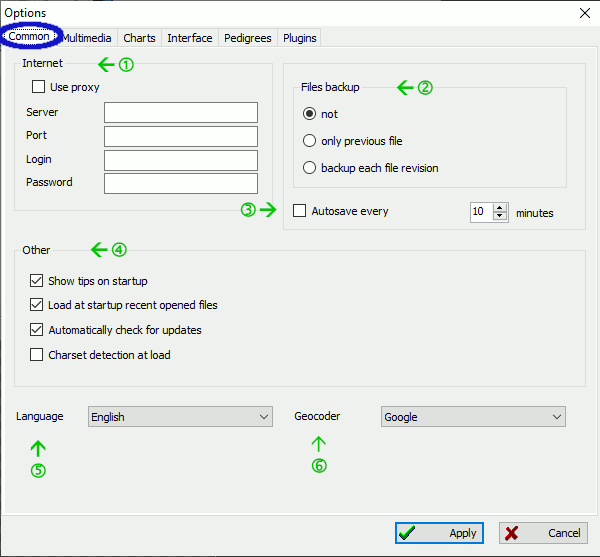 Options
Common Multimedia Charts Interface Pedigrees Plugins
Internet ①
Use proxy
Server
Port
Login
Password
Files backup ②
not
only previous file
backup each file revision
③ Autosave every 10 minutes
Other ④
Show tips on startup
Load at startup recent opened files
Automatically check for updates
Charset detection at load
Language English Geocoder Google
⑤ ⑥
Apply Cancel